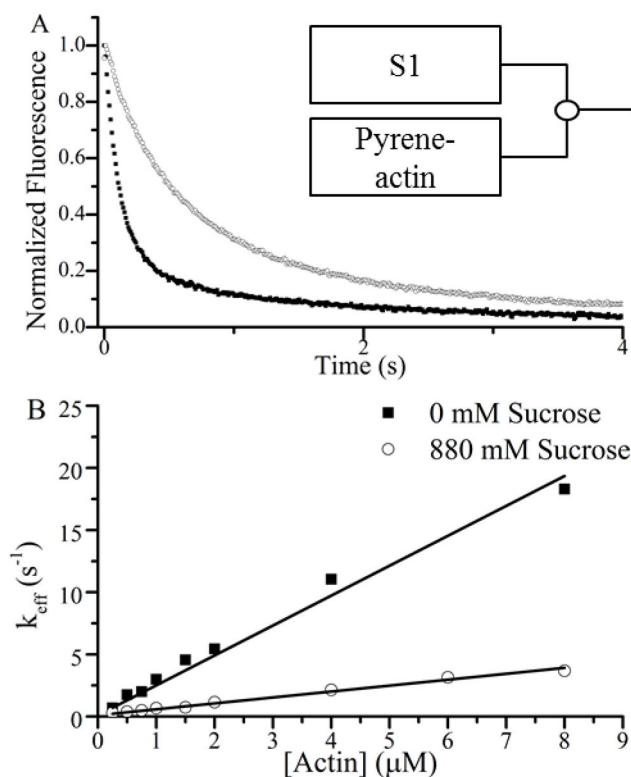 A
Normalized Fluorescence
1.0
0.8
0.6
0.4
0.2
0.0
0
2
4
Time (s)
S1
Pyrene-
actin
B
k_eff (s⁻¹)
25
20
15
10
5
0
0
1
2
3
4
5
6
7
8
9
[Actin] (μM)
0 mM Sucrose
880 mM Sucrose